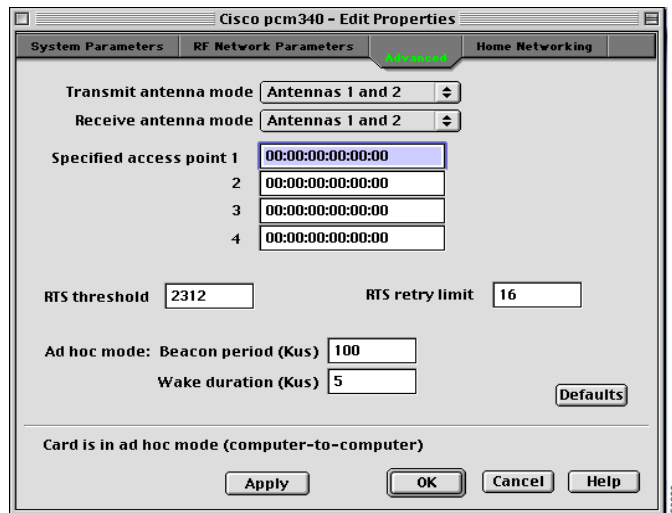 Cisco pcm340 - Edit Properties
System Parameters RF Network Parameters Advanced Home Networking
Transmit antenna mode Antennas 1 and 2
Receive antenna mode Antennas 1 and 2
Specified access point 1 00:00:00:00:00:00
2 00:00:00:00:00:00
3 00:00:00:00:00:00
4 00:00:00:00:00:00
RTS threshold 2312 RTS retry limit 16
Ad hoc mode: Beacon period (Kus) 100
Wake duration (Kus) 5
Defaults
Card is in ad hoc mode (computer-to-computer)
Apply OK Cancel Help